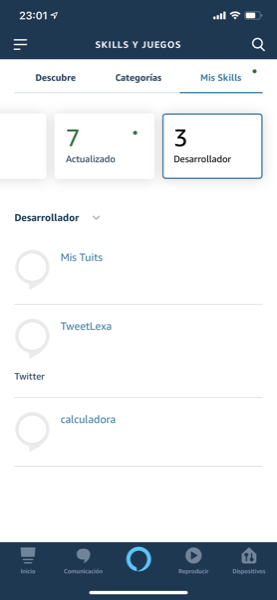 23:01
SKILLS Y JUEGOS
Descubre Categorías Mis Skills
7 3
Actualizado Desarrollador
Desarrollador
Mis Tuits
TweetLexa
Twitter
calculadora
Inicio Comunicación Reproducir Dispositivos